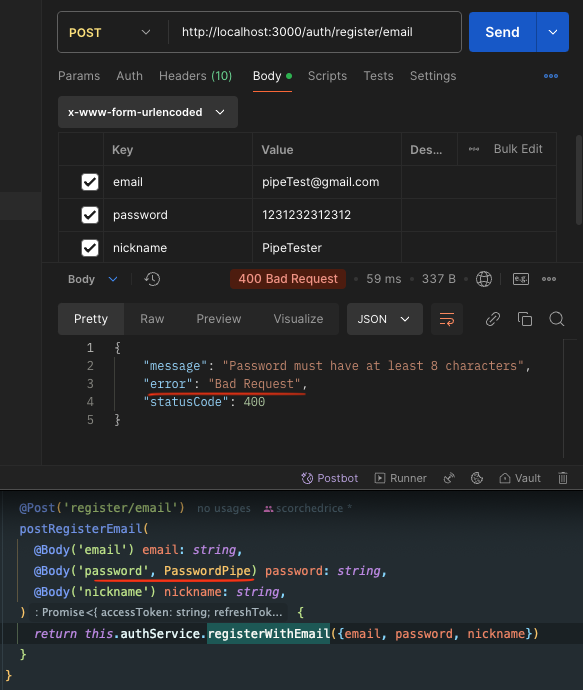 POST http://localhost:3000/auth/register/email Send
Params Auth Headers (10) Body Scripts Tests Settings
x-www-form-urlencoded
Key Value Des... Bulk Edit
email pipeTest@gmail.com
password 1231232312312
nickname PipeTester
Body 400 Bad Request 59 ms 337 B e.g.
Pretty Raw Preview Visualize JSON
1 {
2 "message": "Password must have at least 8 characters",
3 "error": "Bad Request",
4 "statusCode": 400
5 }
Postbot Runner Vault
@Post('register/email') no usages scorchedrice *
postRegisterEmail(
@Body('email') email: string,
@Body('password', PasswordPipe) password: string,
@Body('nickname') nickname: string,
) : Promise<{ accessToken: string; refreshTok... {
return this.authService.registerWithEmail({email, password, nickname})
}
}